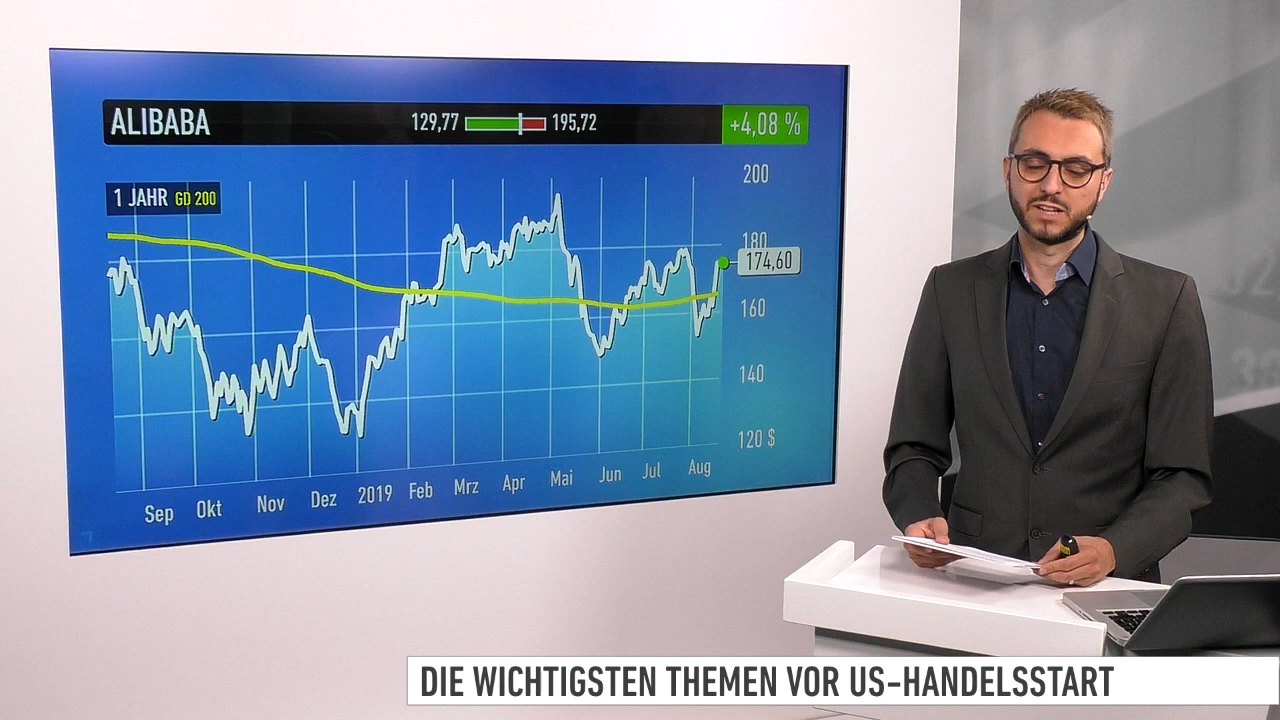 ALIBABA
129,77 195,72
+4,08 %
1 JAHR GD 200
200
180
174,60
160
140
120 $
Sep Okt Nov Dez 2019 Feb Mrz Apr Mai Jun Jul Aug
DIE WICHTIGSTEN THEMEN VOR US-HANDELSSTART